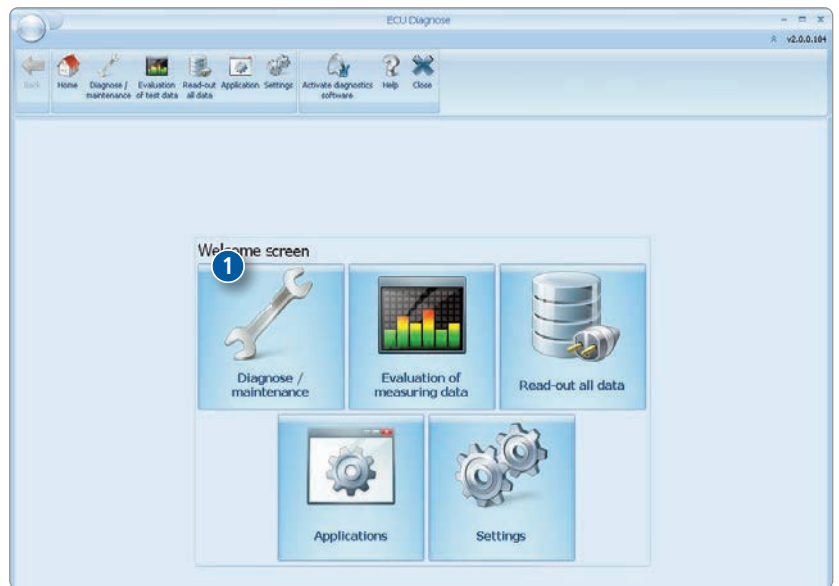 ECU Diagnose
v2.0.0.104
Back Home Diagnose / Evaluation Read-out Application Settings Activate diagnostics Help Close
maintenance of test data all data software
Welcome screen
1
Diagnose / Evaluation of Read-out all data
maintenance measuring data
Applications Settings